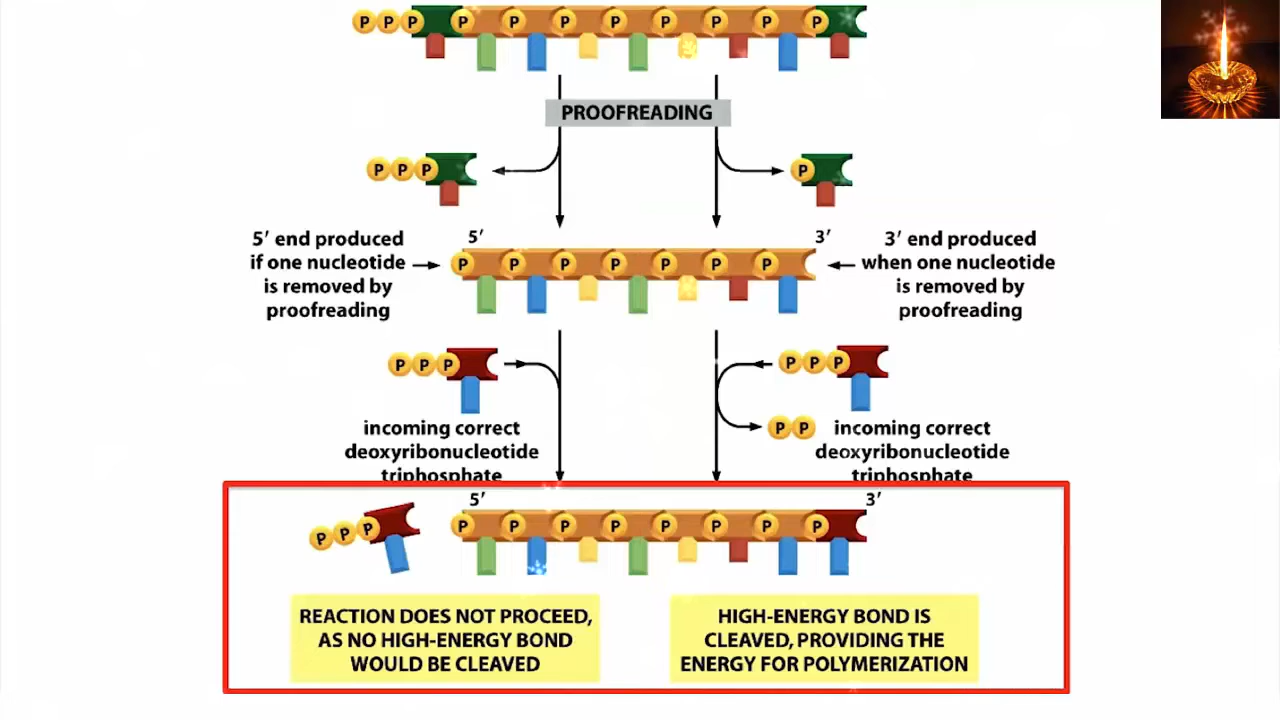 P P P P P P P P P P P
PROOFREADING
P P P
P
5′ end produced
if one nucleotide
is removed by
proofreading
5′
3′
P P P P P P P
3′ end produced
when one nucleotide
is removed by
proofreading
P P P
incoming correct
deoxyribonucleotide
triphosphate
P P P
P P
incoming correct
deoxyribonucleotide
triphosphate
5′
3′
P P P
P P P P P P P P
REACTION DOES NOT PROCEED,
AS NO HIGH-ENERGY BOND
WOULD BE CLEAVED
HIGH-ENERGY BOND IS
CLEAVED, PROVIDING THE
ENERGY FOR POLYMERIZATION